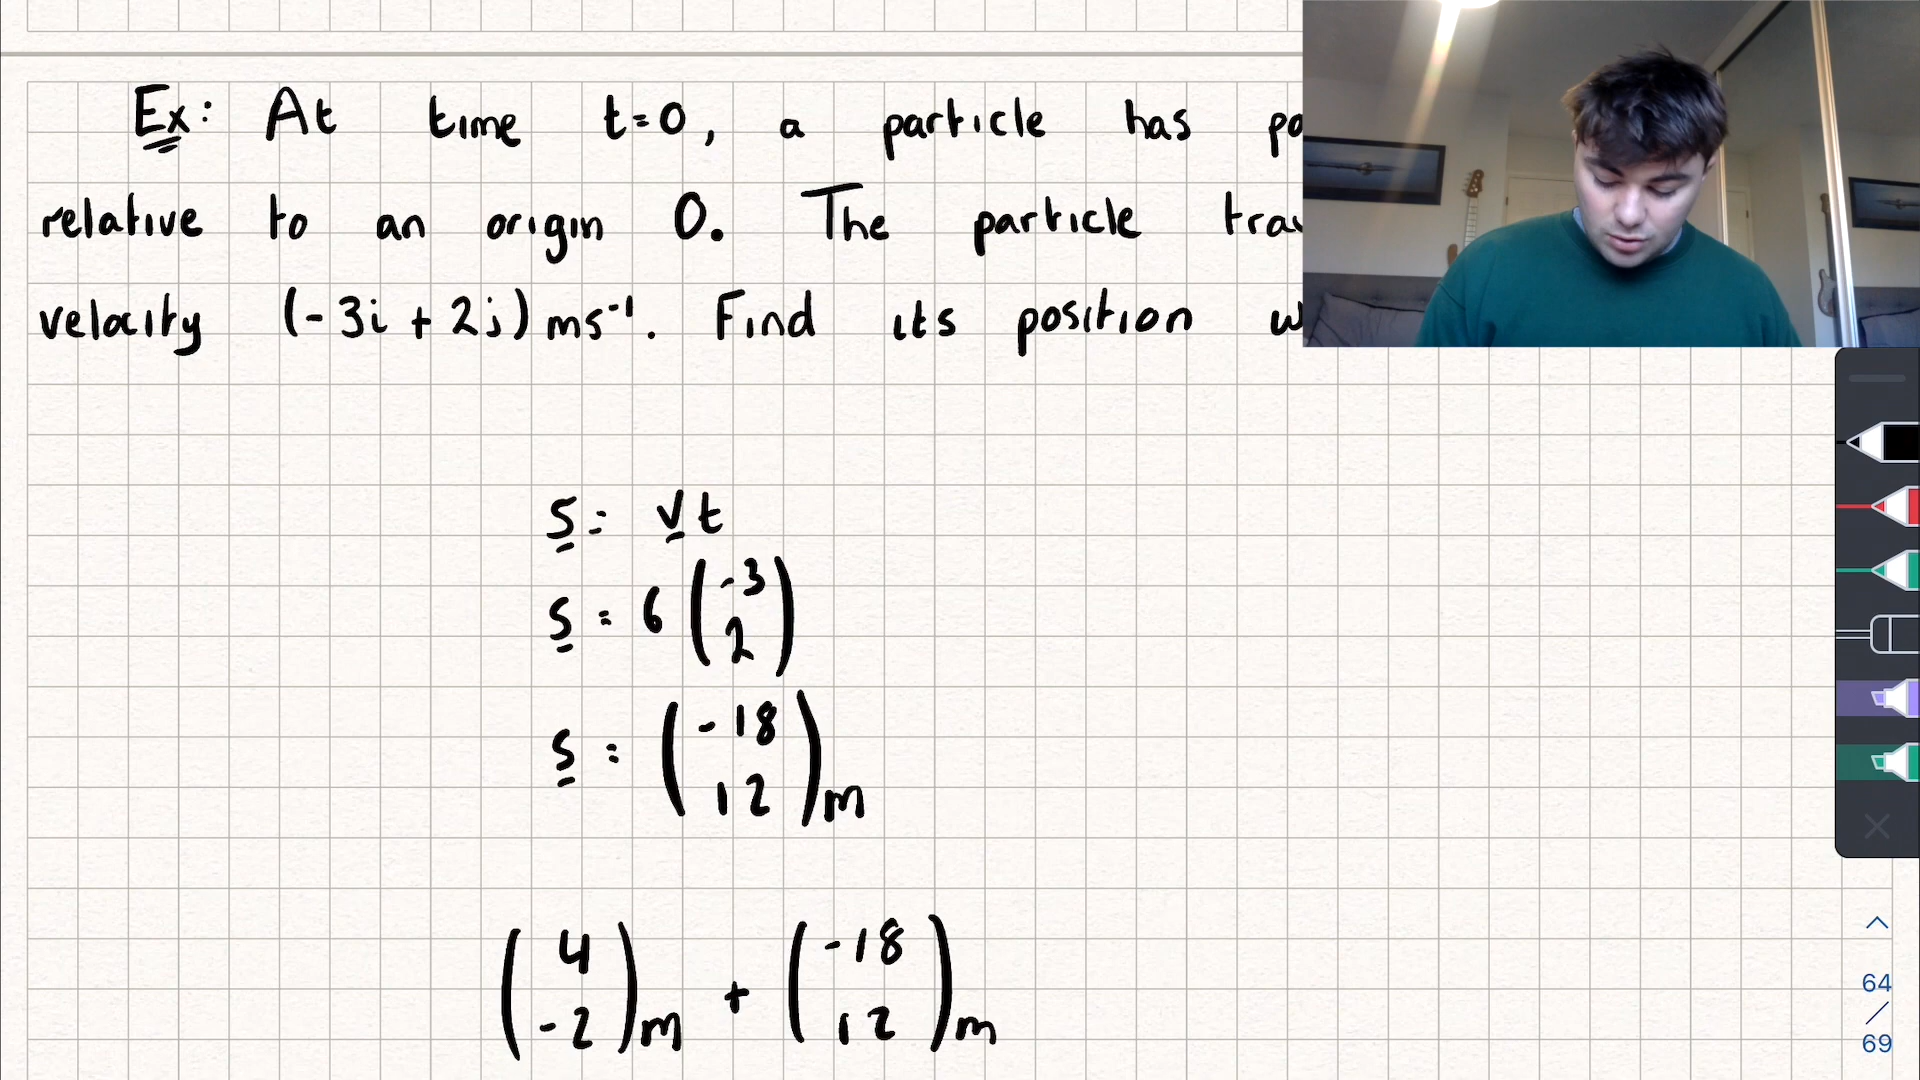 Ex: At time t=0, a particle has po
relative to an origin O. The particle trav
velocity (-3i + 2j) ms⁻¹. Find its position w
s = vt
s = 6 (-3
2)
s = (-18
12) m
(4
-2) m + (-18
12) m
64
/
69